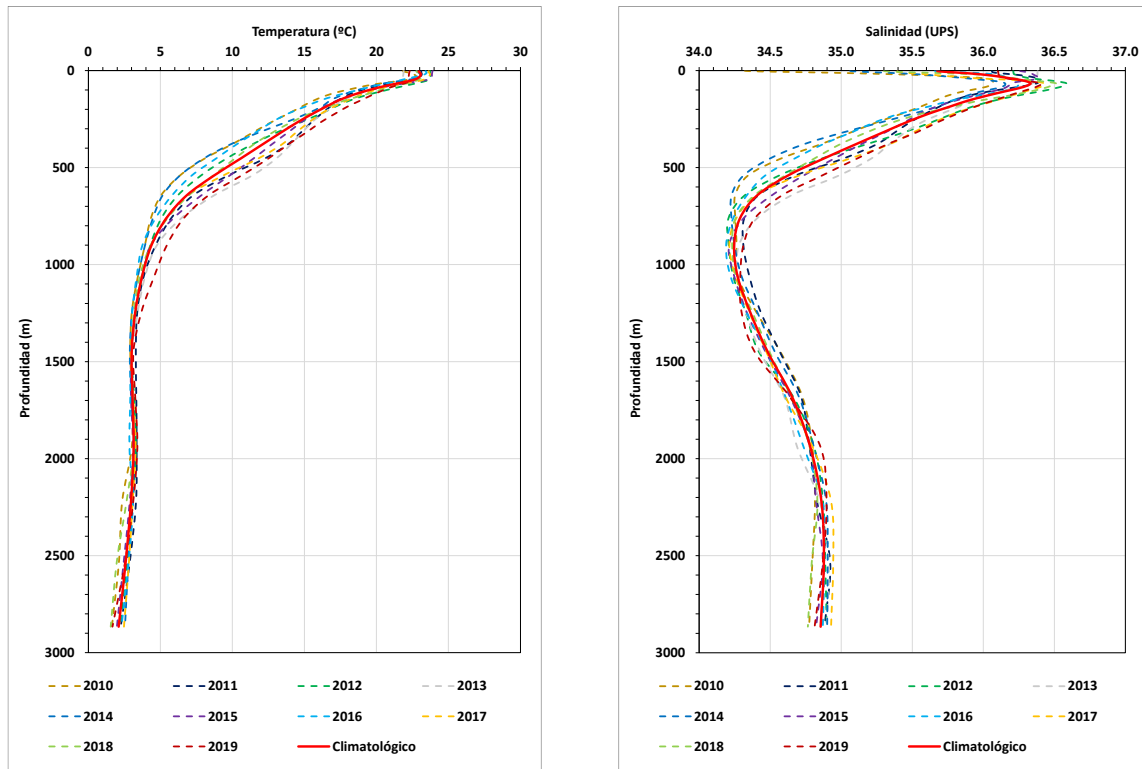 Temperatura (ºC)
0 5 10 15 20 25 30
0
500
1000
1500
2000
2500
3000
Profundidad (m)
2010 2011 2012 2013
2014 2015 2016 2017
2018 2019 Climatológico
Salinidad (UPS)
34.0 34.5 35.0 35.5 36.0 36.5 37.0
0
500
1000
1500
2000
2500
3000
Profundidad (m)
2010 2011 2012 2013
2014 2015 2016 2017
2018 2019 Climatológico